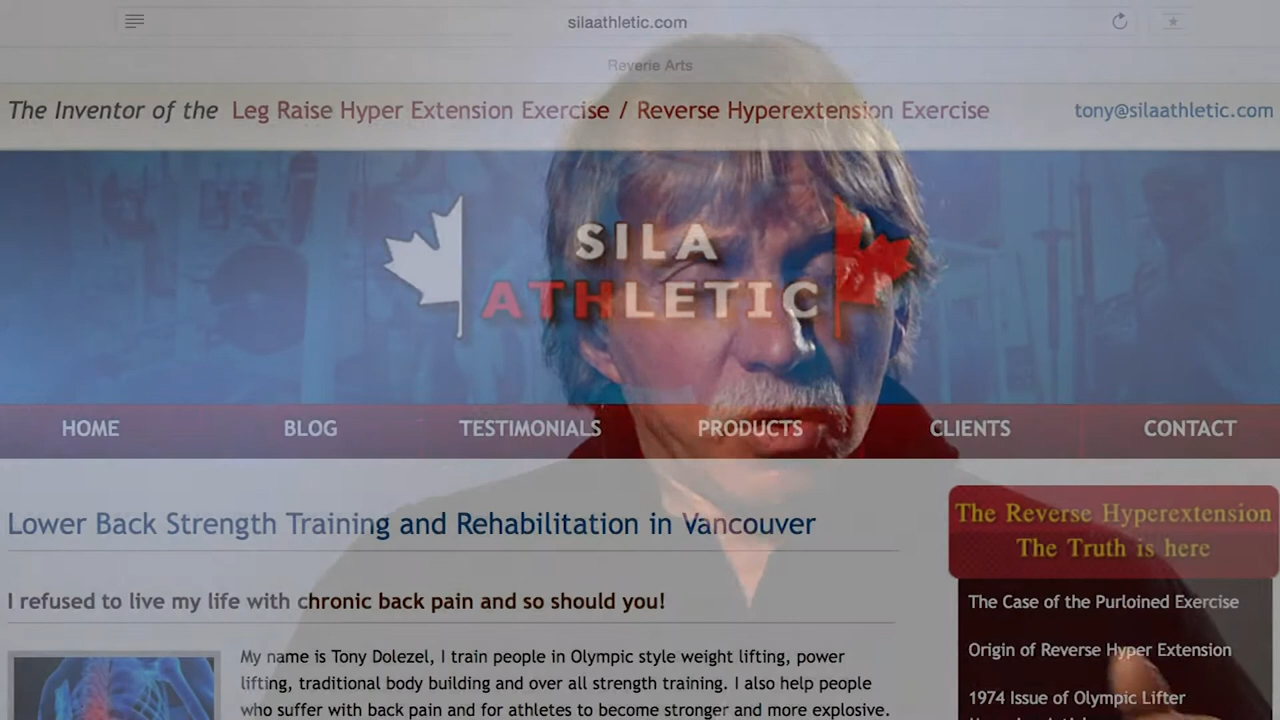 silaathletic.com
Reverie Arts
The Inventor of the Leg Raise Hyper Extension Exercise / Reverse Hyperextension Exercise
tony@silaathletic.com
SILA
ATHLETIC
HOME BLOG TESTIMONIALS PRODUCTS CLIENTS CONTACT
Lower Back Strength Training and Rehabilitation in Vancouver
I refused to live my life with chronic back pain and so should you!
My name is Tony Dolezel, I train people in Olympic style weight lifting, power
lifting, traditional body building and over all strength training. I also help people
who suffer with back pain and for athletes to become stronger and more explosive.
The Reverse Hyperextension
The Truth is here
The Case of the Purloined Exercise
Origin of Reverse Hyper Extension
1974 Issue of Olympic Lifter